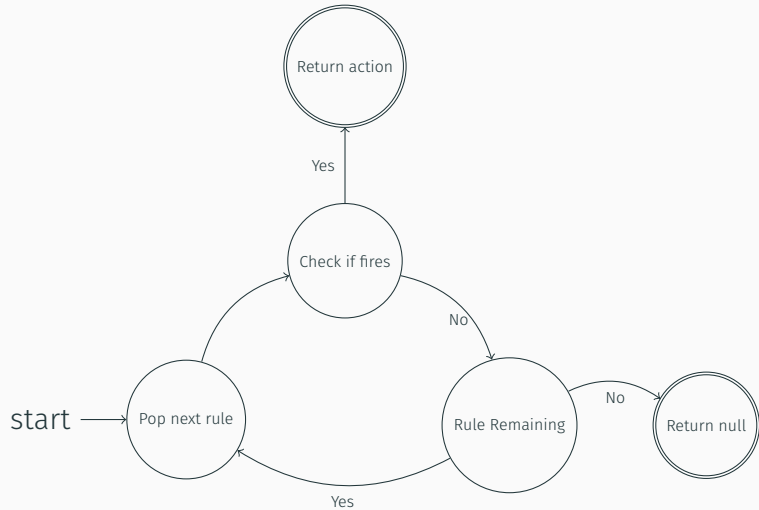 Return action
Yes
Check if fires
No
start
Pop next rule
Rule Remaining
No
Return null
Yes